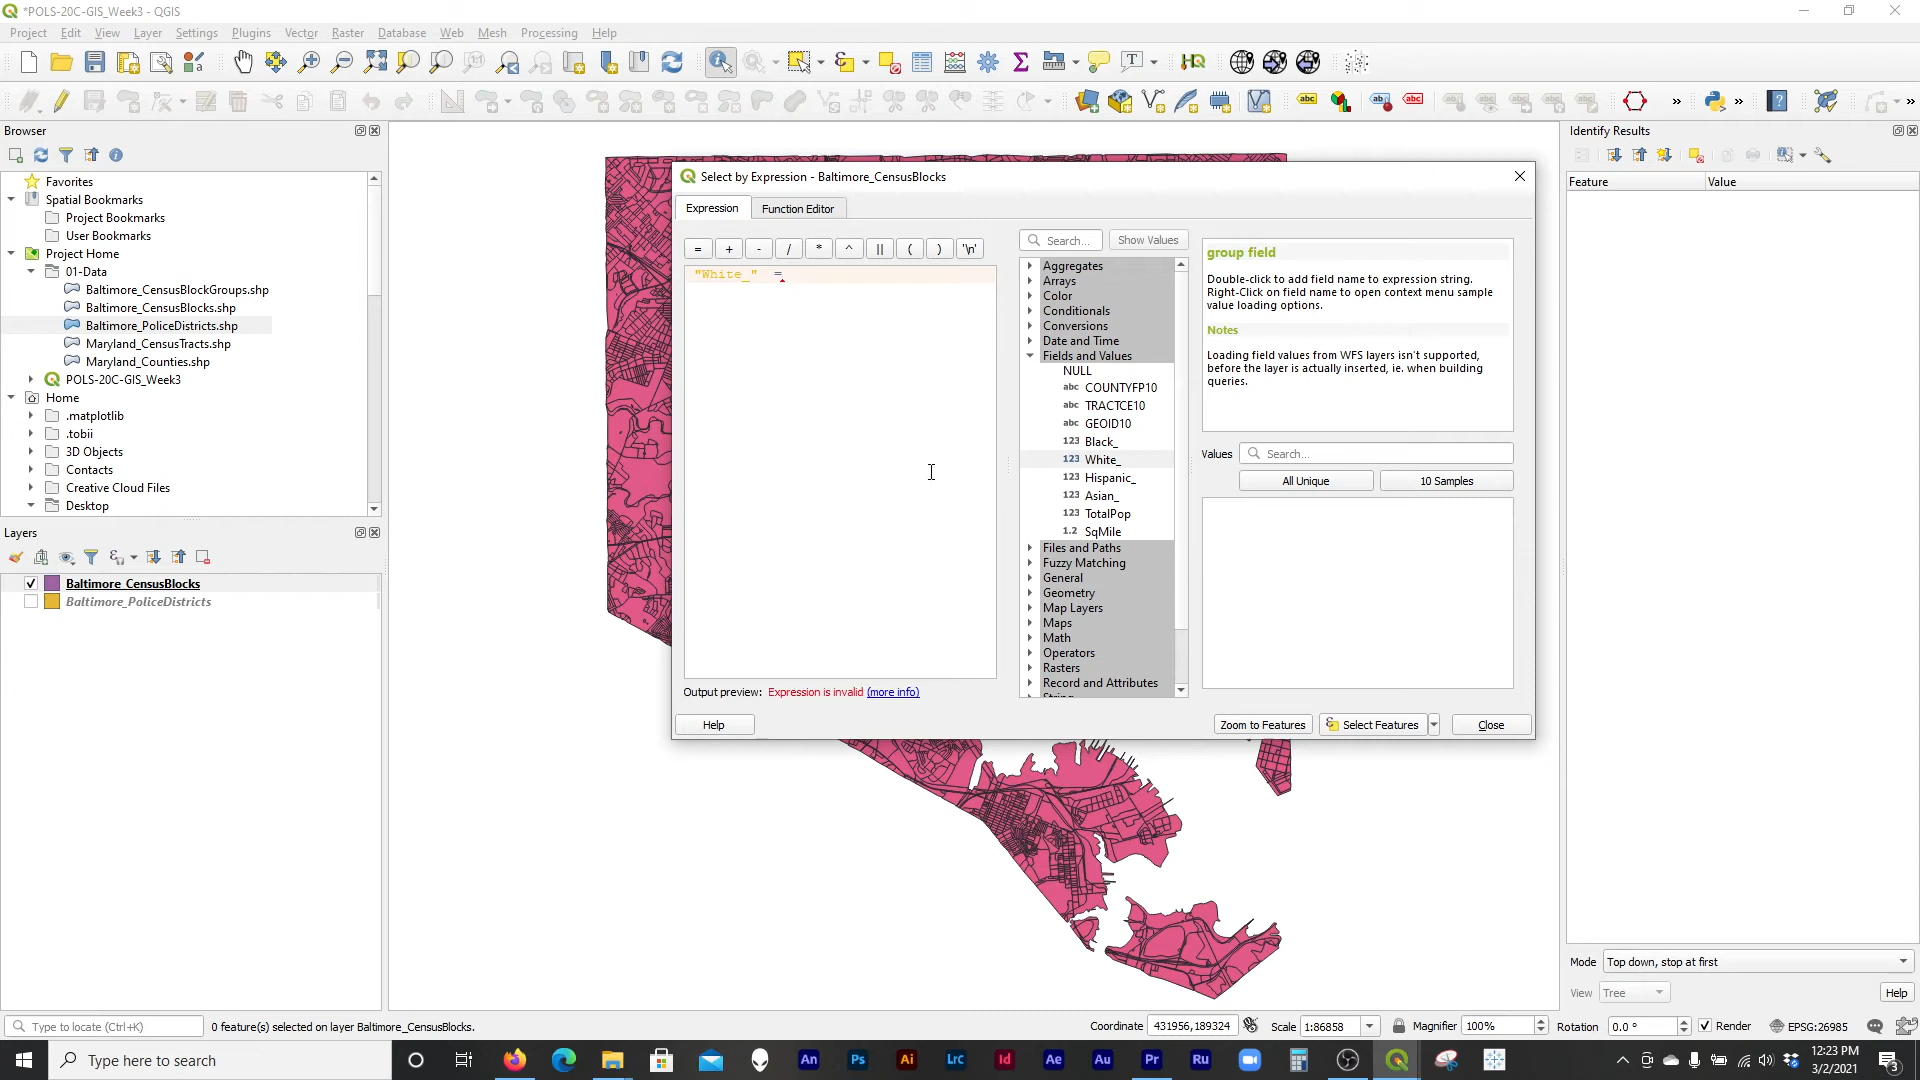 *POLS-20C-GIS_Week3 - QGIS
Project Edit View Layer Settings Plugins Vector Raster Database Web Mesh Processing Help
Browser
Favorites
Spatial Bookmarks
Project Bookmarks
User Bookmarks
Project Home
01-Data
Baltimore_CensusBlockGroups.shp
Baltimore_CensusBlocks.shp
Baltimore_PoliceDistricts.shp
Maryland_CensusTracts.shp
Maryland_Counties.shp
POLS-20C-GIS_Week3
Home
.matplotlib
.tobii
3D Objects
Contacts
Creative Cloud Files
Desktop
Layers
Baltimore_CensusBlocks
Baltimore_PoliceDistricts
Select by Expression - Baltimore_CensusBlocks
Expression Function Editor
= + - / * ^ || ( ) '\n'
"White_" =
Output preview: Expression is invalid (more info)
Help
Search... Show Values
Aggregates
Arrays
Color
Conditionals
Conversions
Date and Time
Fields and Values
NULL
abc COUNTYFP10
abc TRACTCE10
abc GEOID10
123 Black_
123 White_
123 Hispanic_
123 Asian_
123 TotalPop
1.2 SqMile
Files and Paths
Fuzzy Matching
General
Geometry
Map Layers
Maps
Math
Operators
Rasters
Record and Attributes
String
group field
Double-click to add field name to expression string.
Right-Click on field name to open context menu sample
value loading options.
Notes
Loading field values from WFS layers isn't supported,
before the layer is actually inserted, ie. when building
queries.
Values Search...
All Unique 10 Samples
Zoom to Features Select Features Close
Identify Results
Feature Value
Mode Top down, stop at first
View Tree Help
Type to locate (Ctrl+K) 0 feature(s) selected on layer Baltimore_CensusBlocks. Coordinate 431956,189324 Scale 1:86858 Magnifier 100% Rotation 0.0 ° Render EPSG:26985
Type here to search An Ps Ai Lrc Id Ae Au Pr Ru
12:23 PM
3/2/2021
3